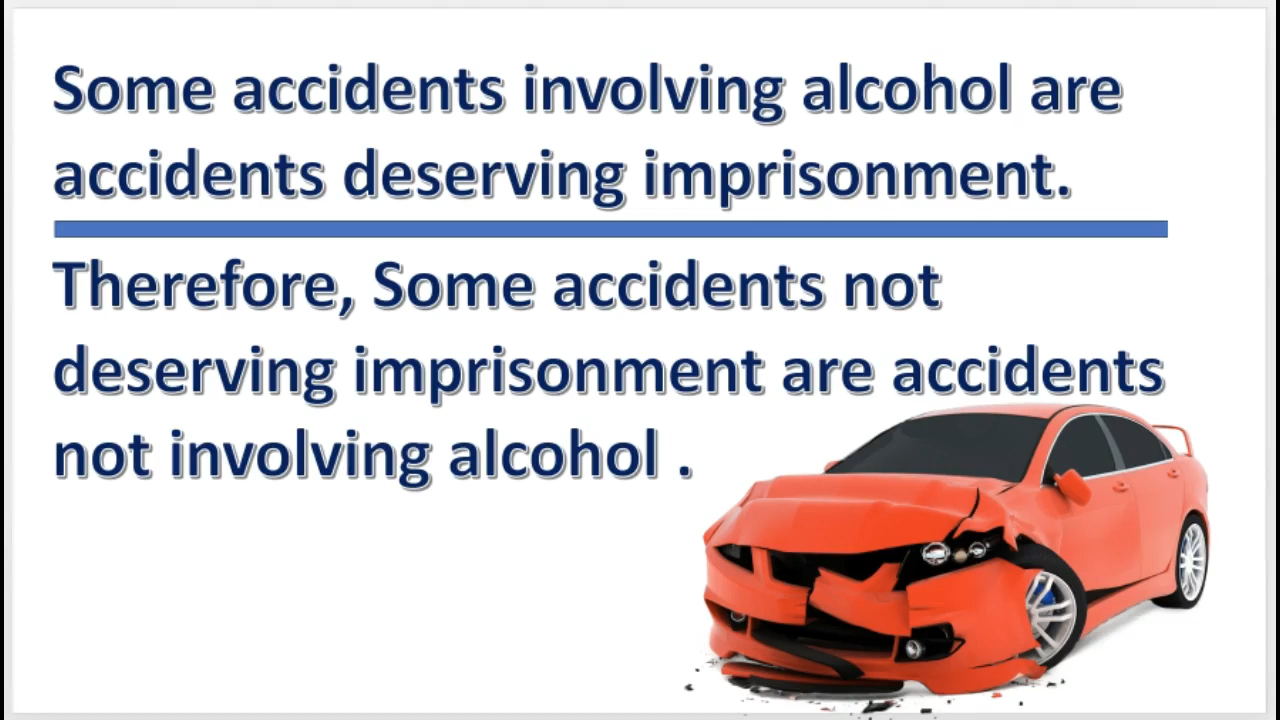 Some accidents involving alcohol are
accidents deserving imprisonment.
Therefore, Some accidents not
deserving imprisonment are accidents
not involving alcohol .